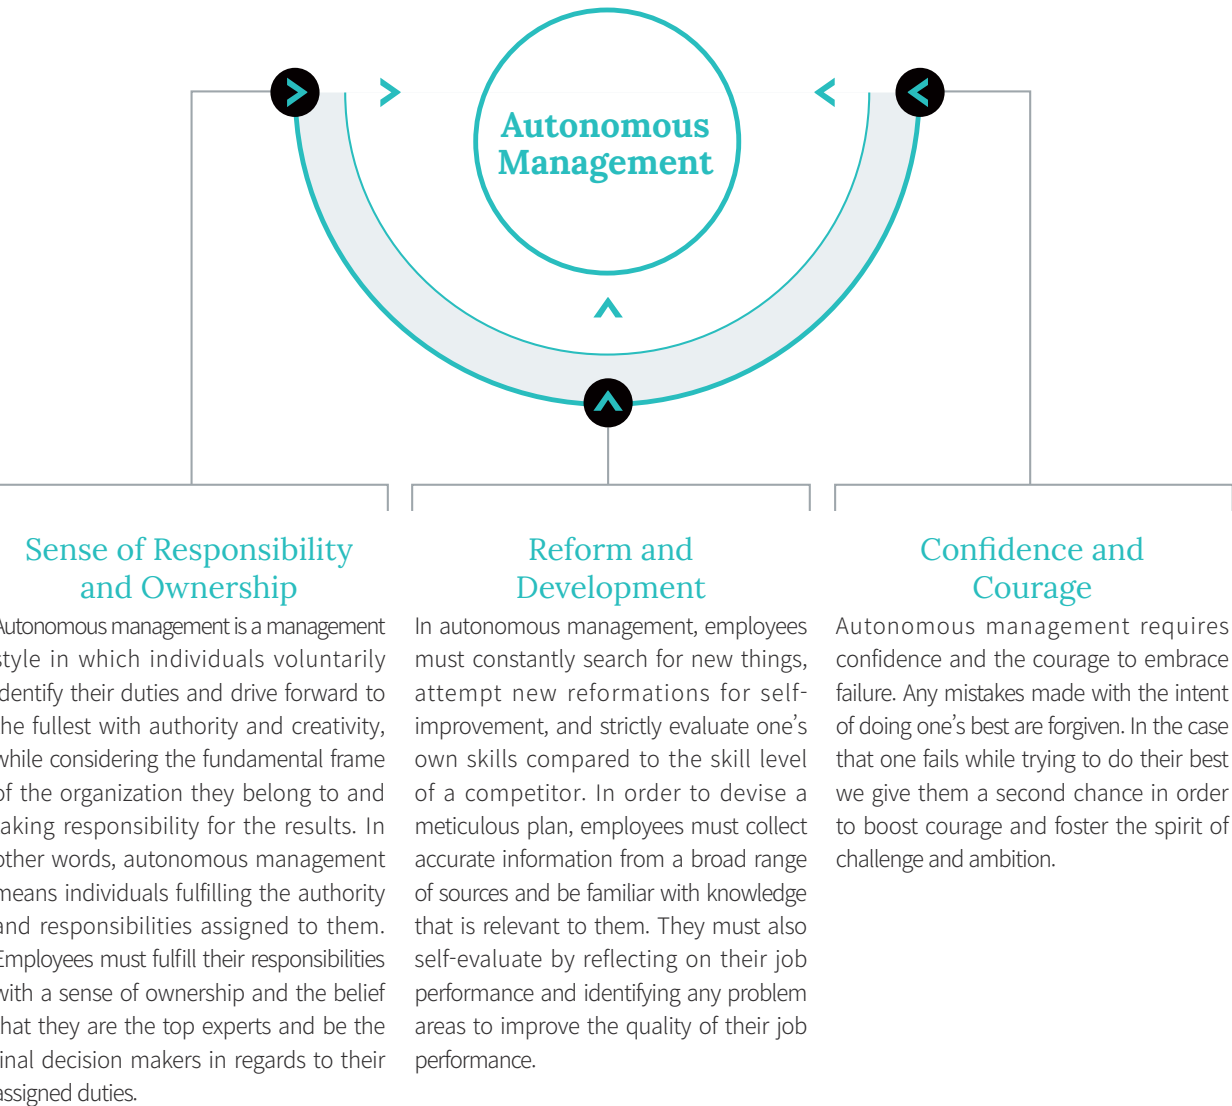 Autonomous
Management
Sense of Responsibility
and Ownership
Autonomous management is a management
style in which individuals voluntarily
identify their duties and drive forward to
the fullest with authority and creativity,
while considering the fundamental frame
of the organization they belong to and
taking responsibility for the results. In
other words, autonomous management
means individuals fulfilling the authority
and responsibilities assigned to them.
Employees must fulfill their responsibilities
with a sense of ownership and the belief
that they are the top experts and be the
final decision makers in regards to their
assigned duties.
Reform and
Development
In autonomous management, employees
must constantly search for new things,
attempt new reformations for self-
improvement, and strictly evaluate one’s
own skills compared to the skill level
of a competitor. In order to devise a
meticulous plan, employees must collect
accurate information from a broad range
of sources and be familiar with knowledge
that is relevant to them. They must also
self-evaluate by reflecting on their job
performance and identifying any problem
areas to improve the quality of their job
performance.
Confidence and
Courage
Autonomous management requires
confidence and the courage to embrace
failure. Any mistakes made with the intent
of doing one’s best are forgiven. In the case
that one fails while trying to do their best
we give them a second chance in order
to boost courage and foster the spirit of
challenge and ambition.